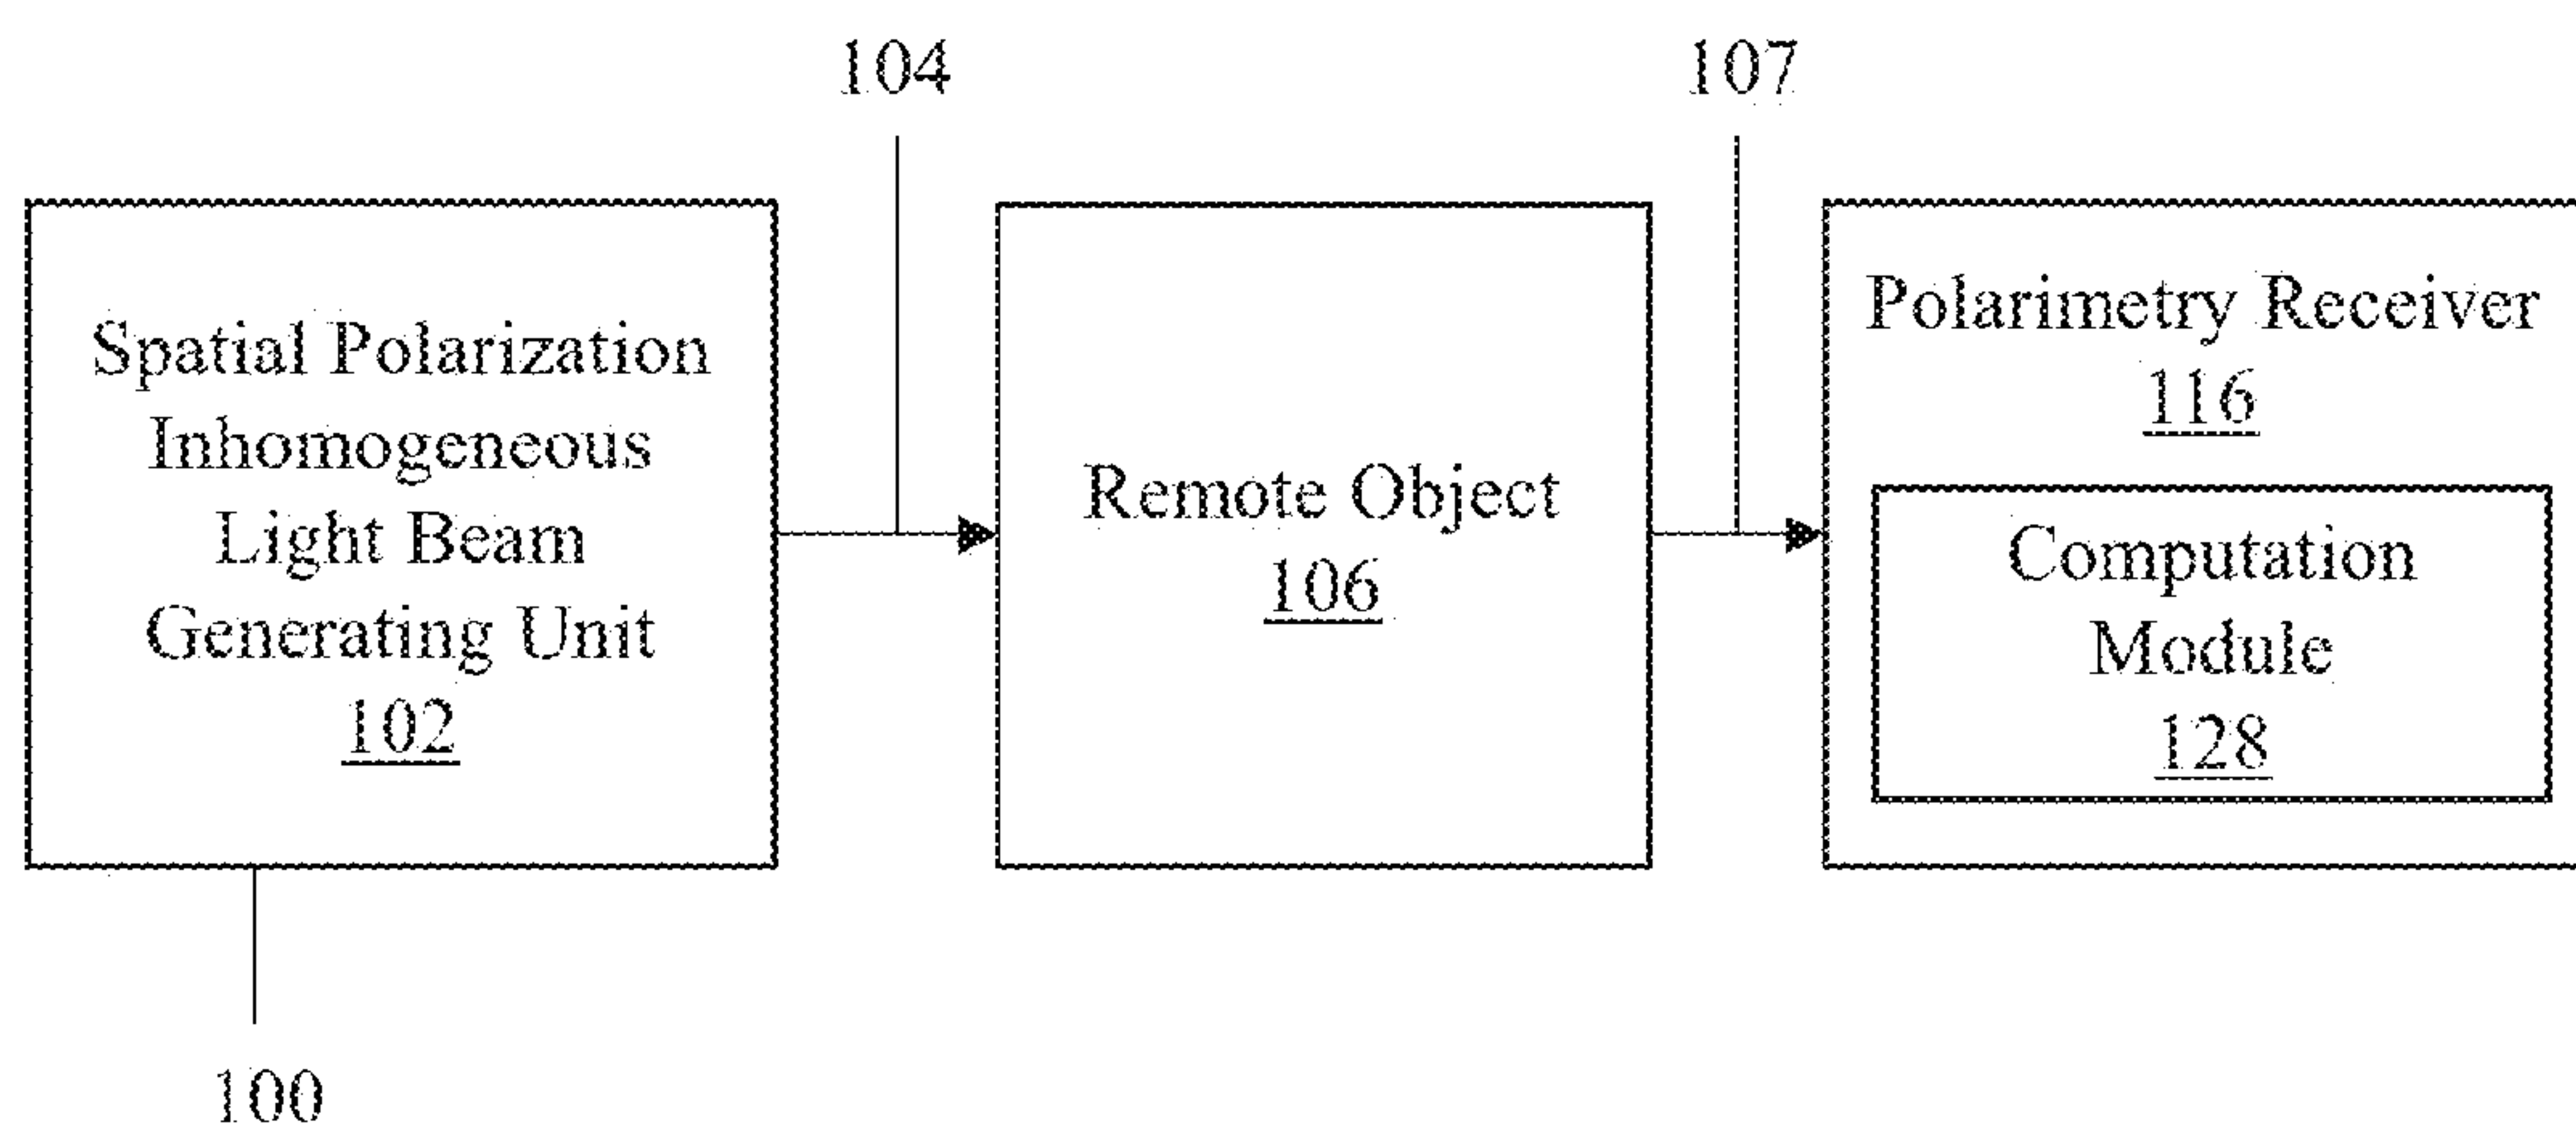 104
107
Spatial Polarization
Inhomogeneous
Light Beam
Generating Unit
102
Remote Object
106
Polarimetry Receiver
116
Computation
Module
128
100